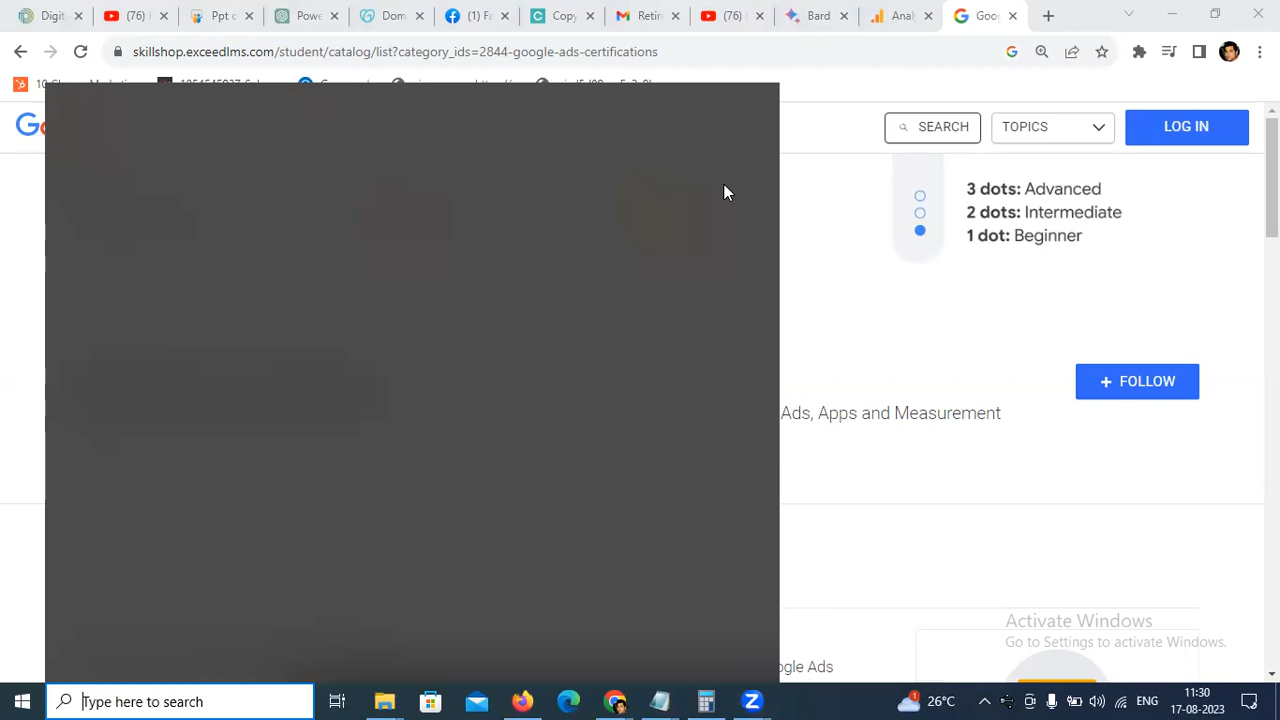 Digit
(76)
Ppt c
Powe
Dom
(1) Fa
Copy
Retir
(76) F
Bard
Analy
Goo
skillshop.exceedlms.com/student/catalog/list?category_ids=2844-google-ads-certifications
SEARCH
TOPICS
LOG IN
3 dots: Advanced
2 dots: Intermediate
1 dot: Beginner
+ FOLLOW
Ads, Apps and Measurement
Activate Windows
Go to Settings to activate Windows.
ogle Ads
Type here to search
1
26°C
ENG
11:30
17-08-2023